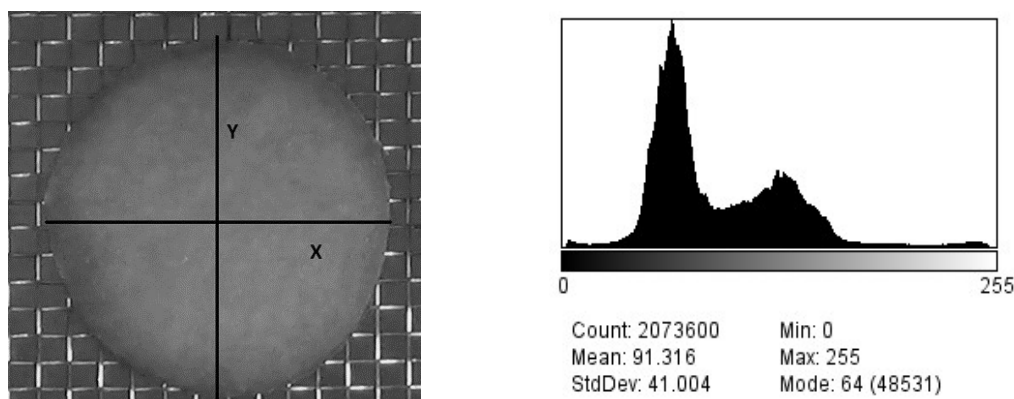 Y
X
0 255
Count: 2073600 Min: 0
Mean: 91.316 Max: 255
StdDev: 41.004 Mode: 64 (48531)